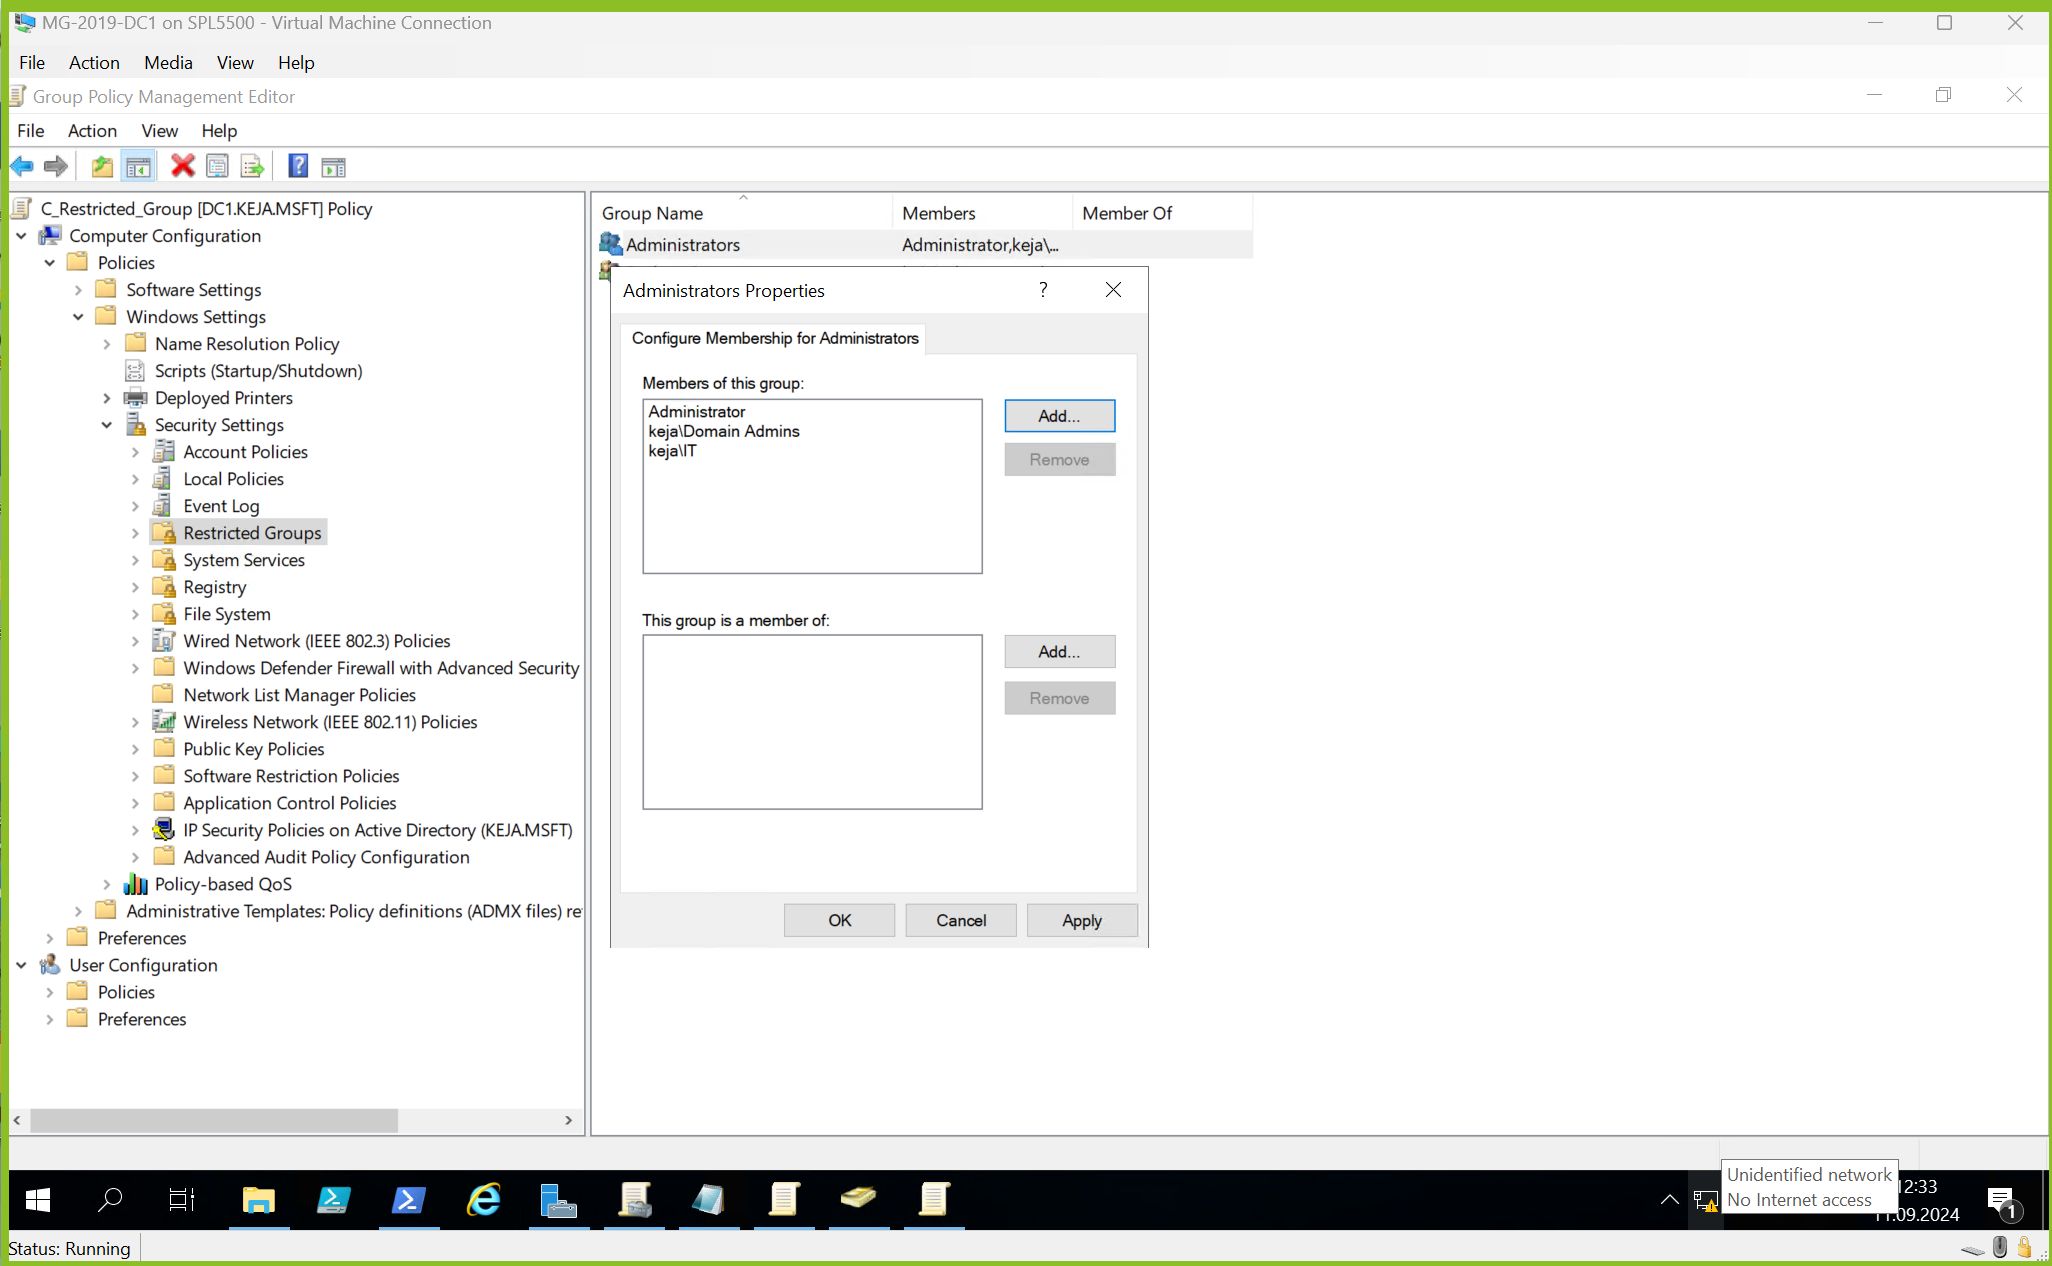 MG-2019-DC1 on SPL5500 - Virtual Machine Connection
File Action Media View Help
Group Policy Management Editor
File Action View Help
C_Restricted_Group [DC1.KEJA.MSFT] Policy
Computer Configuration
Policies
Software Settings
Windows Settings
Name Resolution Policy
Scripts (Startup/Shutdown)
Deployed Printers
Security Settings
Account Policies
Local Policies
Event Log
Restricted Groups
System Services
Registry
File System
Wired Network (IEEE 802.3) Policies
Windows Defender Firewall with Advanced Security
Network List Manager Policies
Wireless Network (IEEE 802.11) Policies
Public Key Policies
Software Restriction Policies
Application Control Policies
IP Security Policies on Active Directory (KEJA.MSFT)
Advanced Audit Policy Configuration
Policy-based QoS
Administrative Templates: Policy definitions (ADMX files) re
Preferences
User Configuration
Policies
Preferences
Group Name Members Member Of
Administrators Administrator,keja\...
Administrators Properties ?
Configure Membership for Administrators
Members of this group:
Administrator
keja\Domain Admins
keja\IT
Add...
Remove
This group is a member of:
Add...
Remove
OK Cancel Apply
Unidentified network
No Internet access
12:33
11.09.2024
1
Status: Running